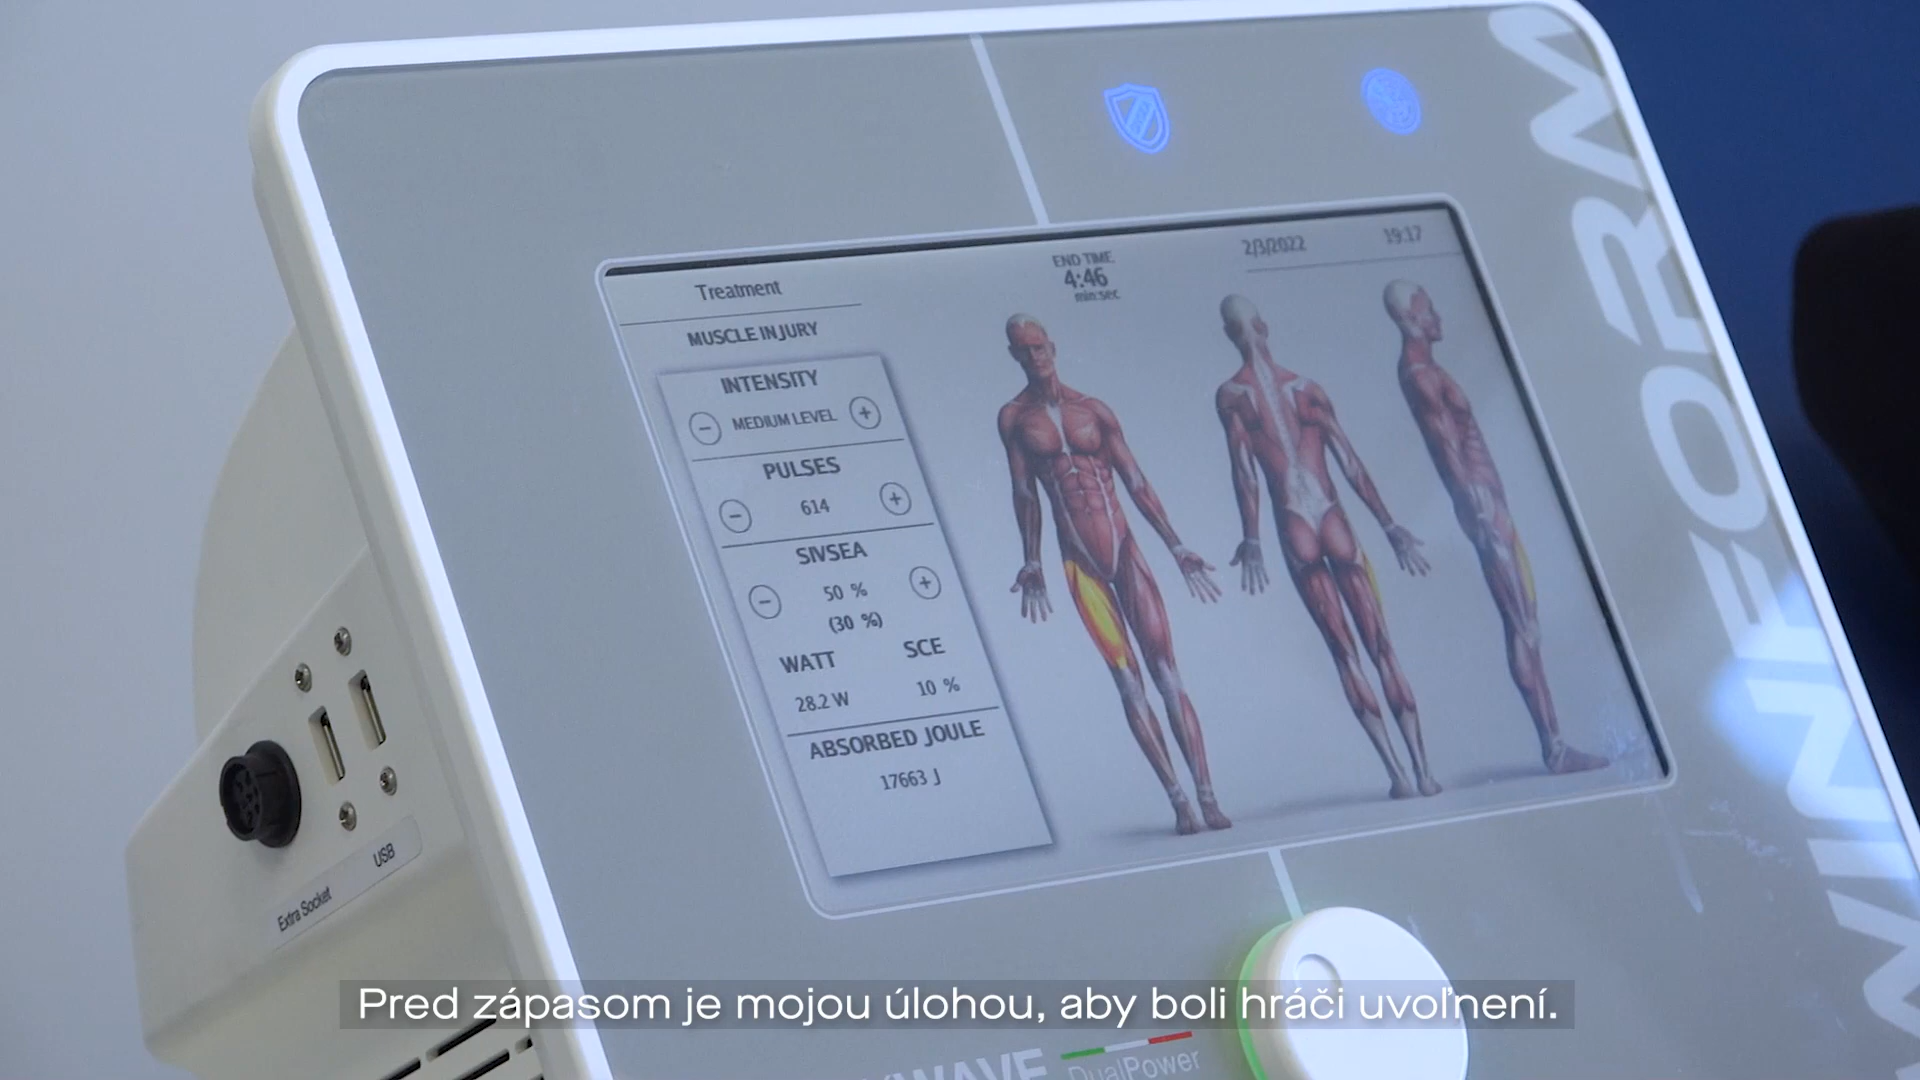 Treatment
END TIME
4:46
min:sec
2/3/2022
19:17
MUSCLE INJURY
INTENSITY
MEDIUM LEVEL
PULSES
614
SIVSEA
50 %
(30 %)
WATT
SCE
28.2 W
10 %
ABSORBED JOULE
17663 J
WINFORM
USB
Extra Socket
Pred zápasom je mojou úlohou, aby boli hráči uvoľnení.
DualPower